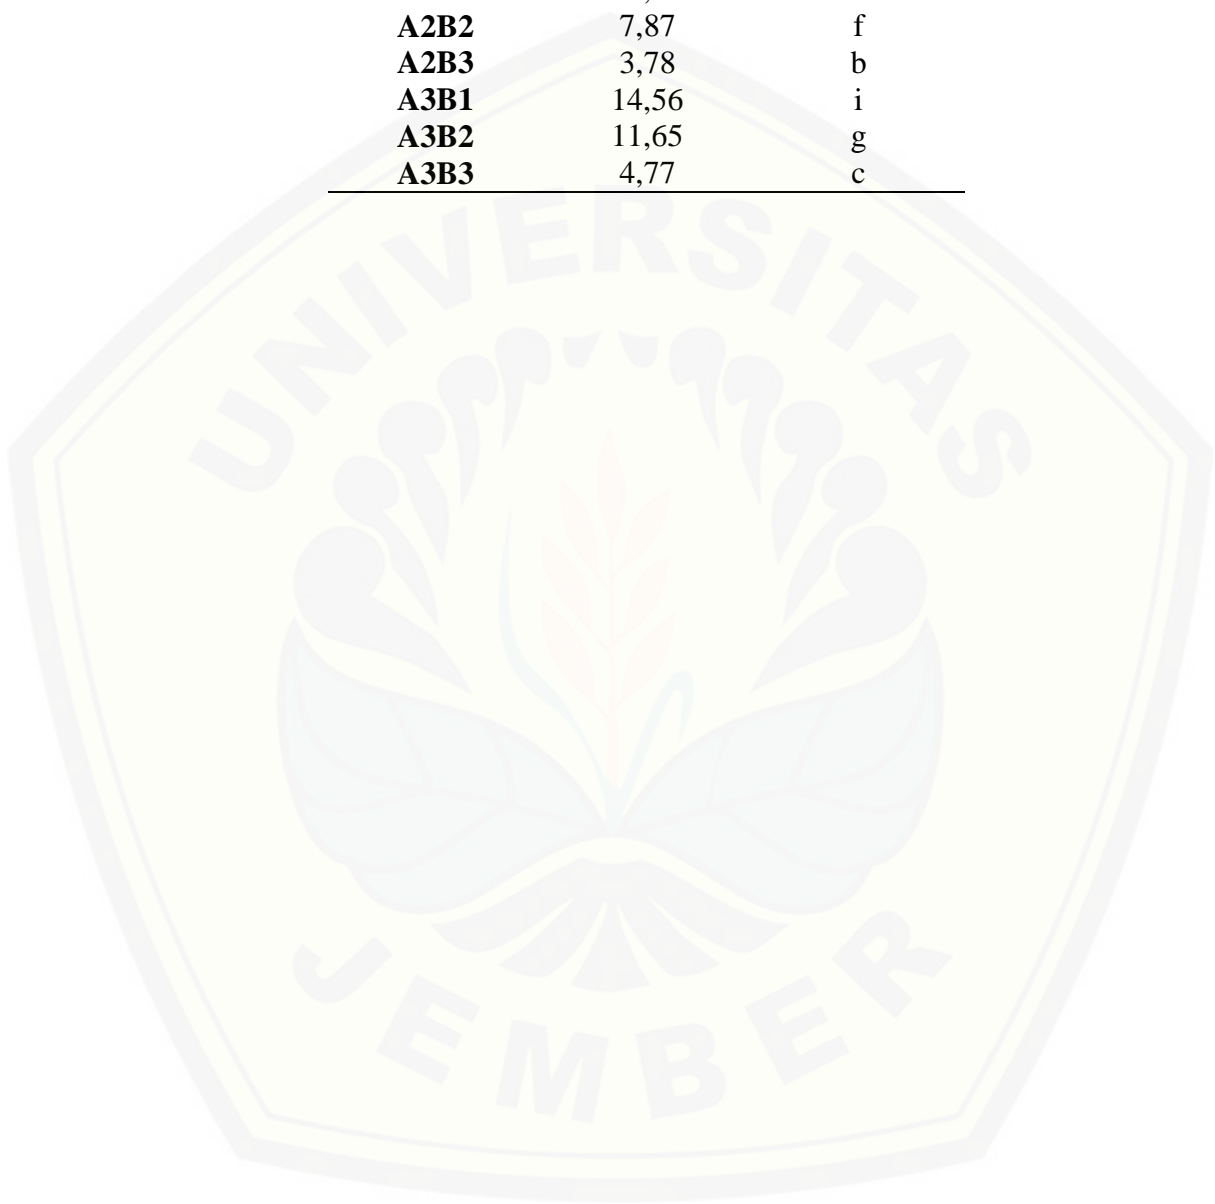 A2B2 7,87 f
A2B3 3,78 b
A3B1 14,56 i
A3B2 11,65 g
A3B3 4,77 c
UNIVERSITAS
JEMBER